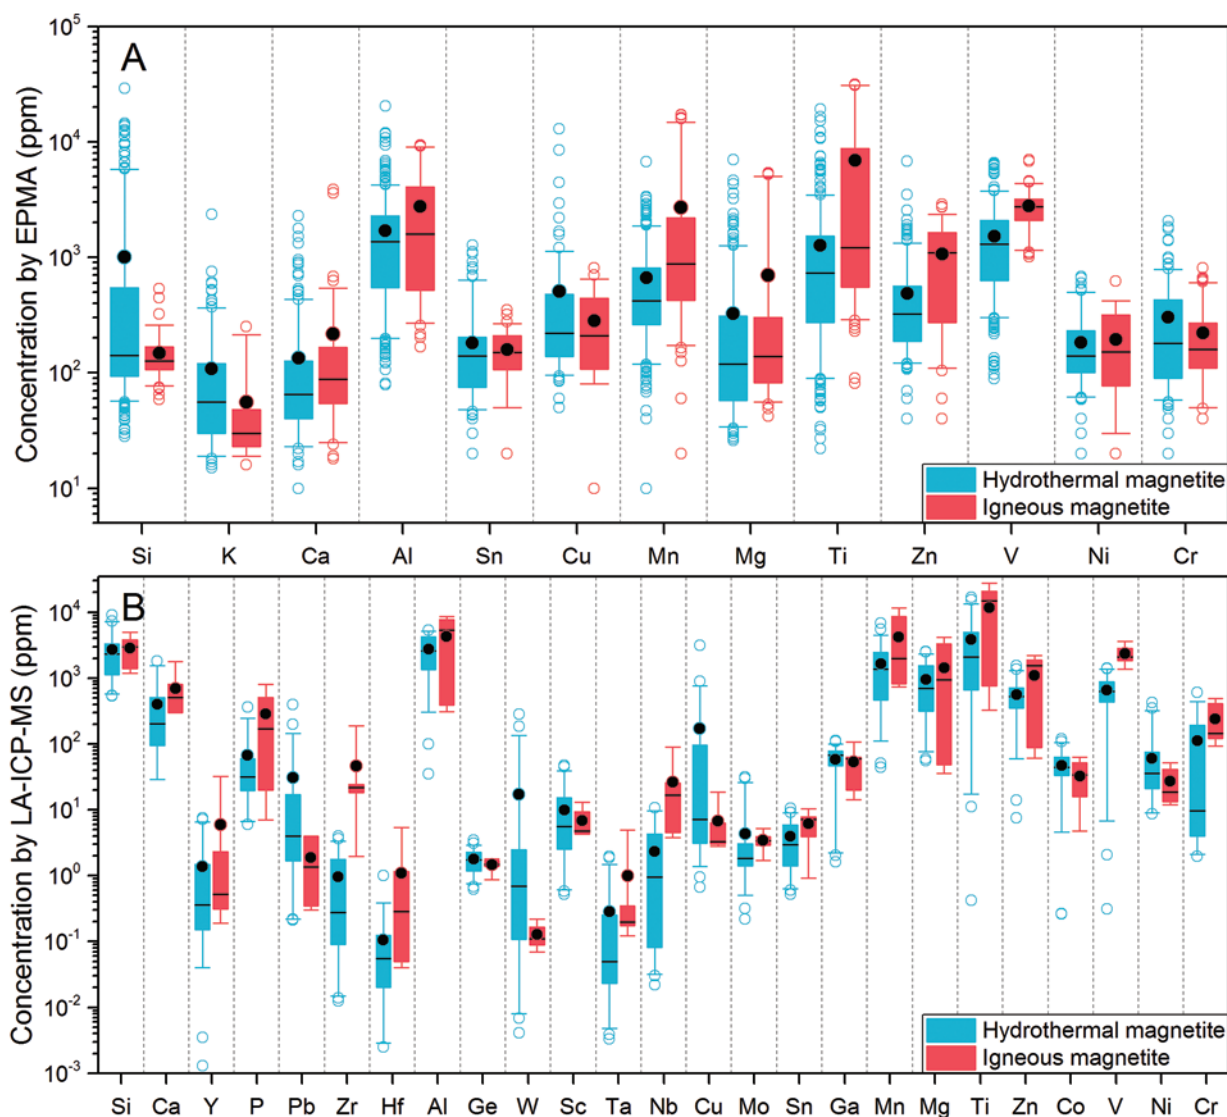 A
Concentration by EPMA (ppm)
10^5
10^4
10^3
10^2
10^1
Hydrothermal magnetite
Igneous magnetite
Si K Ca Al Sn Cu Mn Mg Ti Zn V Ni Cr
B
Concentration by LA-ICP-MS (ppm)
10^4
10^3
10^2
10^1
10^0
10^-1
10^-2
10^-3
Hydrothermal magnetite
Igneous magnetite
Si Ca Y P Pb Zr Hf Al Ge W Sc Ta Nb Cu Mo Sn Ga Mn Mg Ti Zn Co V Ni Cr